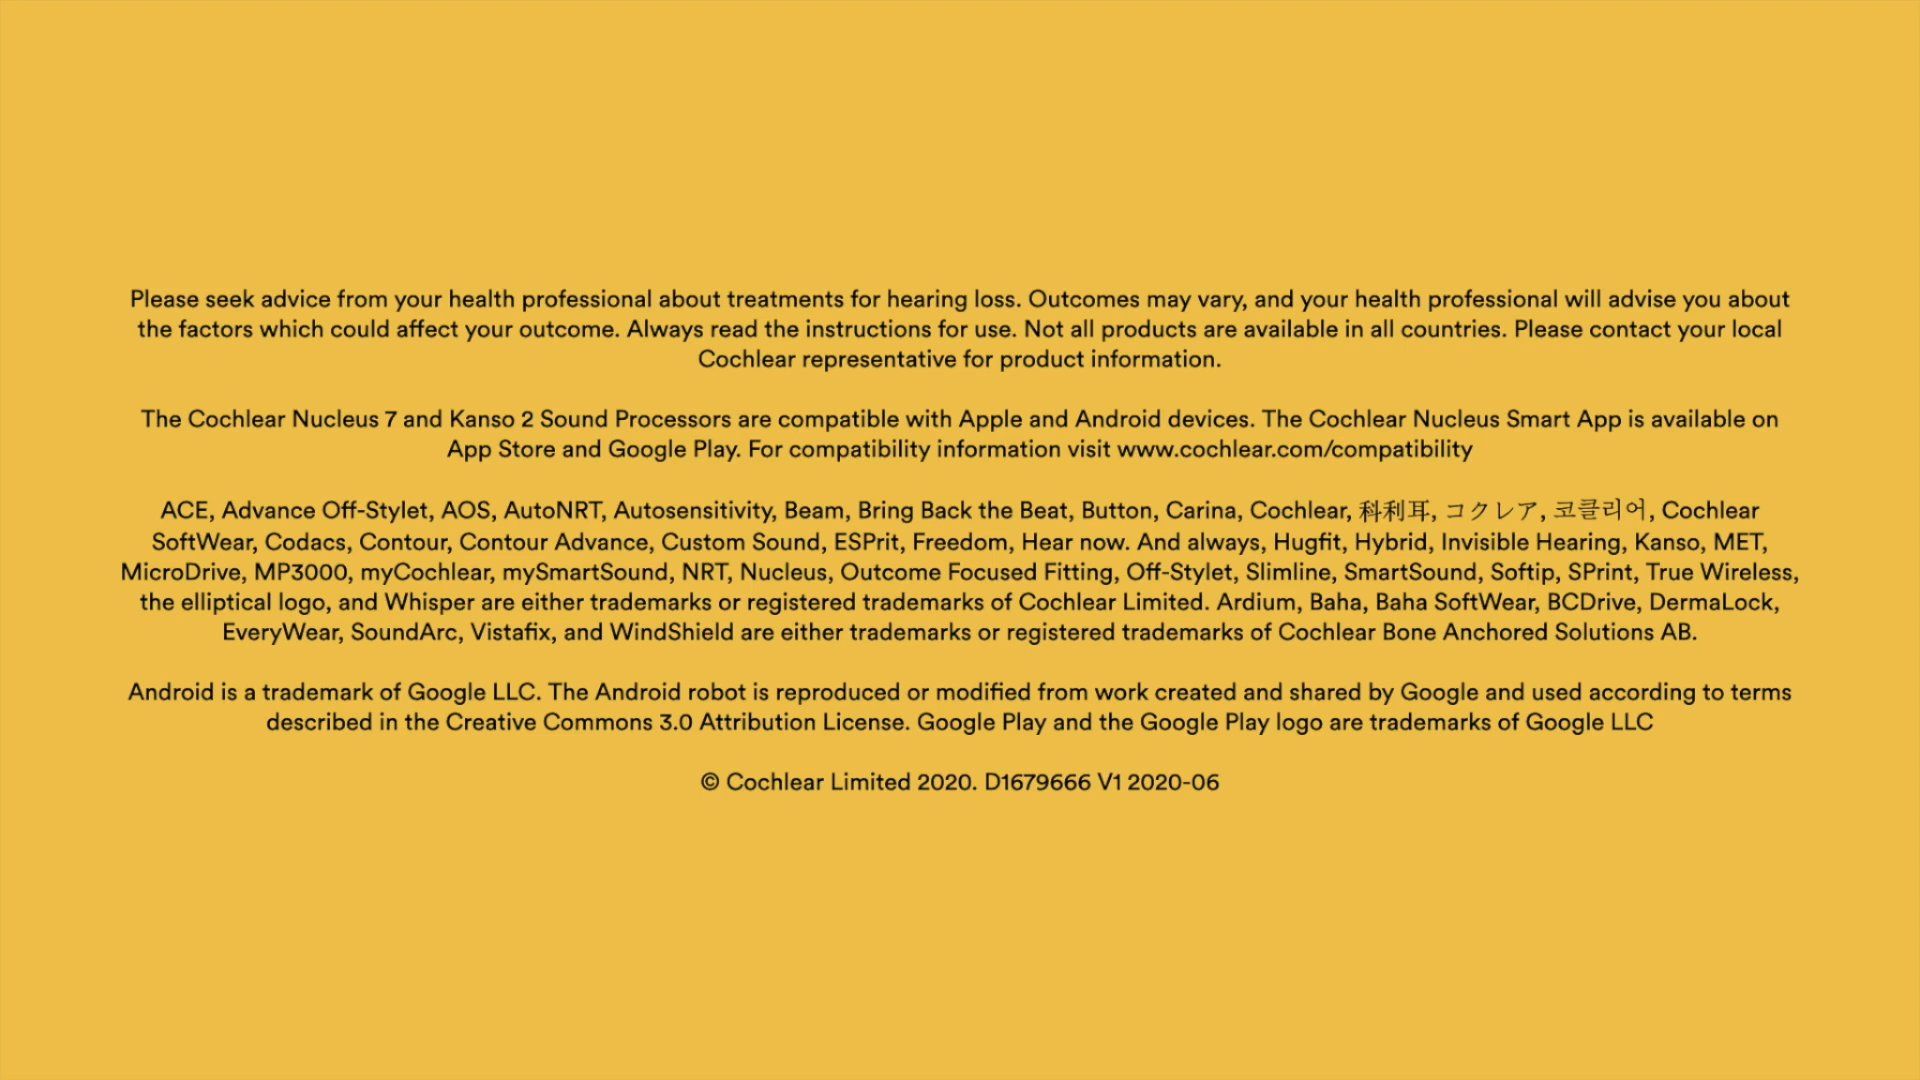 Please seek advice from your health professional about treatments for hearing loss. Outcomes may vary, and your health professional will advise you about
the factors which could affect your outcome. Always read the instructions for use. Not all products are available in all countries. Please contact your local
Cochlear representative for product information.
The Cochlear Nucleus 7 and Kanso 2 Sound Processors are compatible with Apple and Android devices. The Cochlear Nucleus Smart App is available on
App Store and Google Play. For compatibility information visit www.cochlear.com/compatibility
ACE, Advance Off-Stylet, AOS, AutoNRT, Autosensitivity, Beam, Bring Back the Beat, Button, Carina, Cochlear, 科利耳, コクレア, 코클리어, Cochlear
SoftWear, Codacs, Contour, Contour Advance, Custom Sound, ESPrit, Freedom, Hear now. And always, Hugfit, Hybrid, Invisible Hearing, Kanso, MET,
MicroDrive, MP3000, myCochlear, mySmartSound, NRT, Nucleus, Outcome Focused Fitting, Off-Stylet, Slimline, SmartSound, Softip, SPrint, True Wireless,
the elliptical logo, and Whisper are either trademarks or registered trademarks of Cochlear Limited. Ardium, Baha, Baha SoftWear, BCDrive, DermaLock,
EveryWear, SoundArc, Vistafix, and WindShield are either trademarks or registered trademarks of Cochlear Bone Anchored Solutions AB.
Android is a trademark of Google LLC. The Android robot is reproduced or modified from work created and shared by Google and used according to terms
described in the Creative Commons 3.0 Attribution License. Google Play and the Google Play logo are trademarks of Google LLC
© Cochlear Limited 2020. D1679666 V1 2020-06